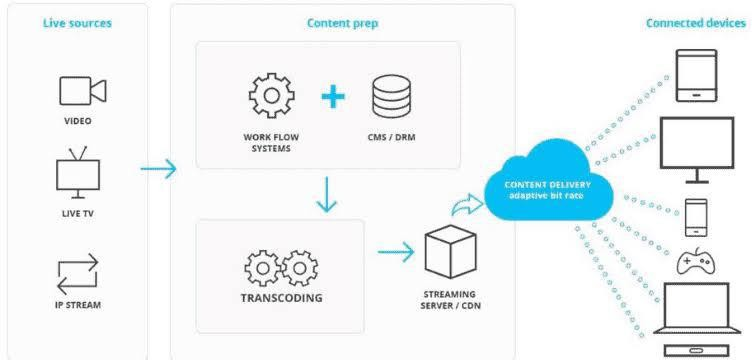 Live sources
VIDEO
LIVE TV
IP STREAM
Content prep
WORK FLOW
SYSTEMS
+
CMS / DRM
TRANSCODING
STREAMING
SERVER / CDN
CONTENT DELIVERY
adaptive bit rate
Connected devices